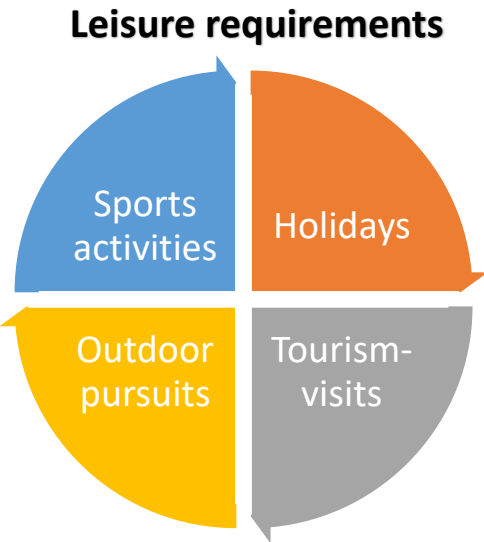 Leisure requirements
Sports
activities
Holidays
Outdoor
pursuits
Tourism-
visits